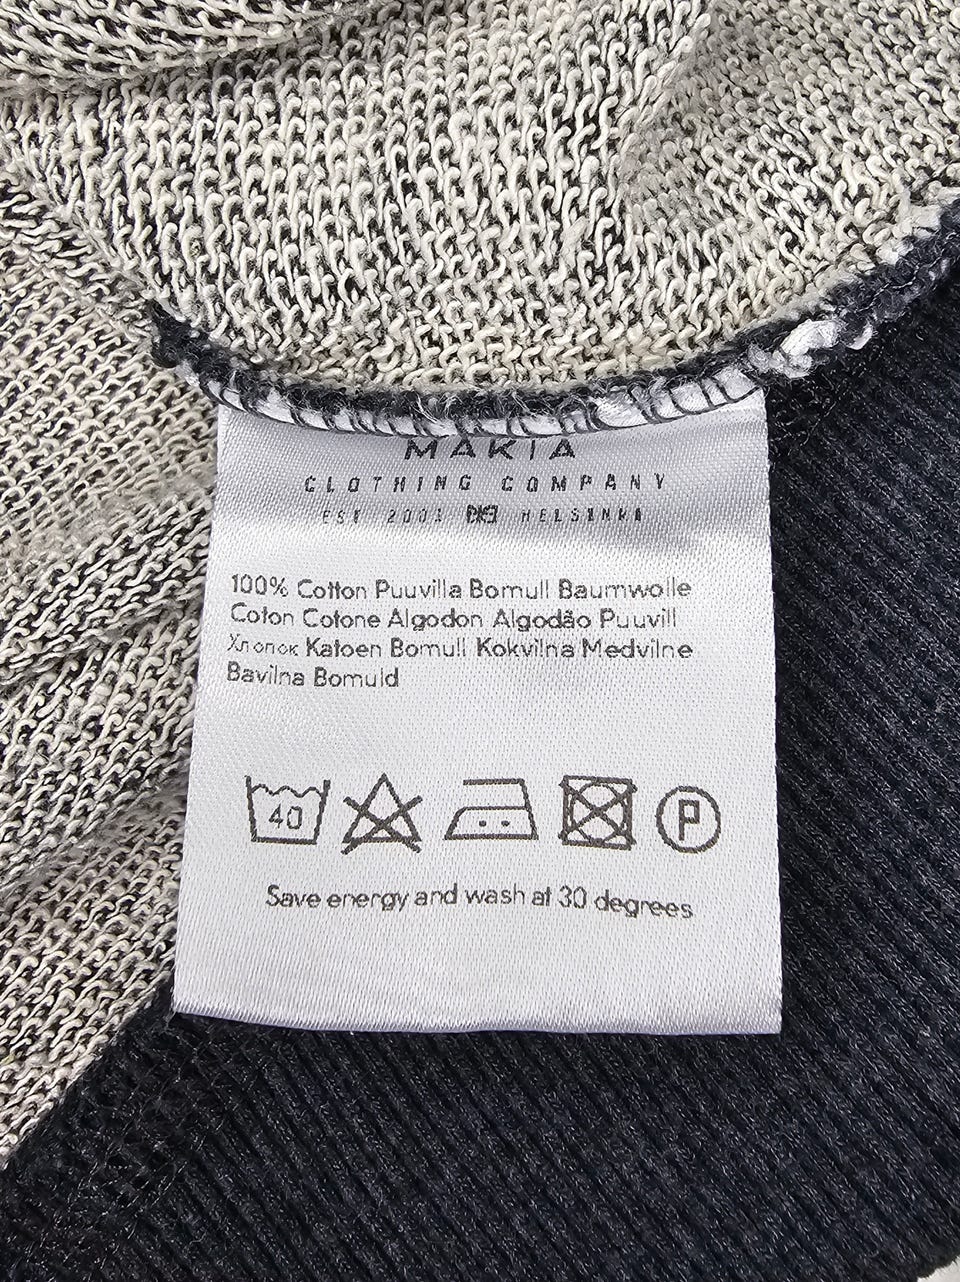 MAKIA
CLOTHING COMPANY
EST 2001 HELSINKI
100% Cotton Puuvilla Bomull Baumwolle
Coton Cotone Algodon Algodão Puuvill
Хлопок Katoen Bomull Kokvilna Medvilne
Bavilna Bomuld
40 P
Save energy and wash at 30 degrees